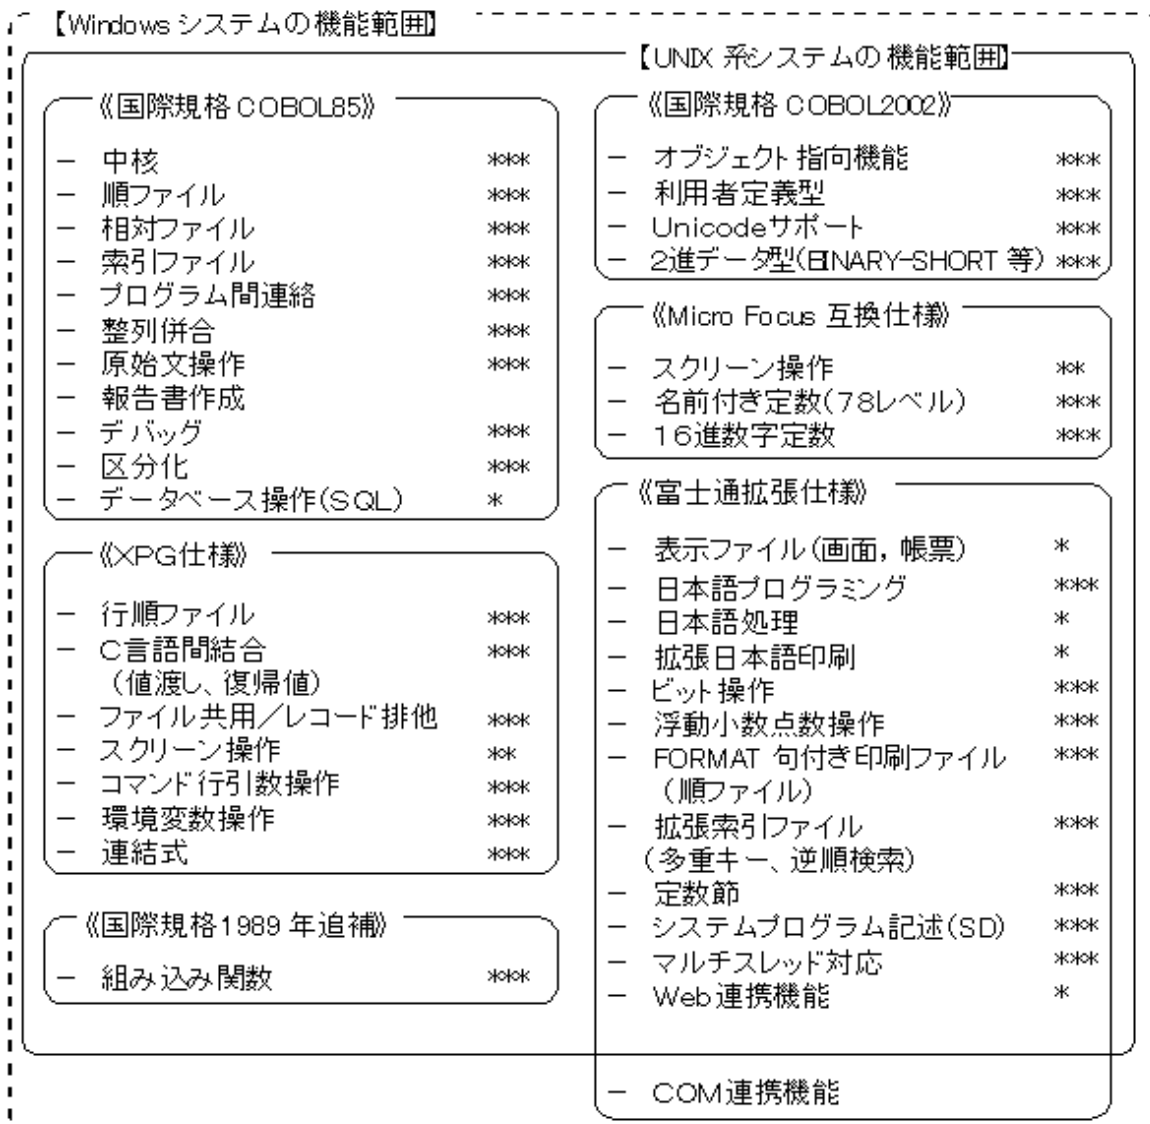 【Windows システムの機能範囲】
【UNIX 系システムの機能範囲】
《国際規格 COBOL85》
− 中核 ***
− 順ファイル ***
− 相対ファイル ***
− 索引ファイル ***
− プログラム間連絡 ***
− 整列併合 ***
− 原始文操作 ***
− 報告書作成
− デバッグ ***
− 区分化 ***
− データベース操作(SQL) *
《XPG仕様》
− 行順ファイル ***
− C言語間結合 ***
(値渡し、復帰値)
− ファイル共用/レコード排他 ***
− スクリーン操作 **
− コマンド行引数操作 ***
− 環境変数操作 ***
− 連結式 ***
《国際規格1989 年追補》
− 組み込み関数 ***
《国際規格 COBOL2002》
− オブジェクト指向機能 ***
− 利用者定義型 ***
− Unicodeサポート ***
− 2進データ型(BINARY-SHORT 等) ***
《Micro Focus 互換仕様》
− スクリーン操作 **
− 名前付き定数(78レベル) ***
− 16進数字定数 ***
《富士通拡張仕様》
− 表示ファイル(画面，帳票) *
− 日本語プログラミング ***
− 日本語処理 *
− 拡張日本語印刷 *
− ビット操作 ***
− 浮動小数点数操作 ***
− FORMAT 句付き印刷ファイル ***
(順ファイル)
− 拡張索引ファイル ***
(多重キー、逆順検索)
− 定数節 ***
− システムプログラム記述(SD) ***
− マルチスレッド対応 ***
− Web連携機能 *
− COM連携機能